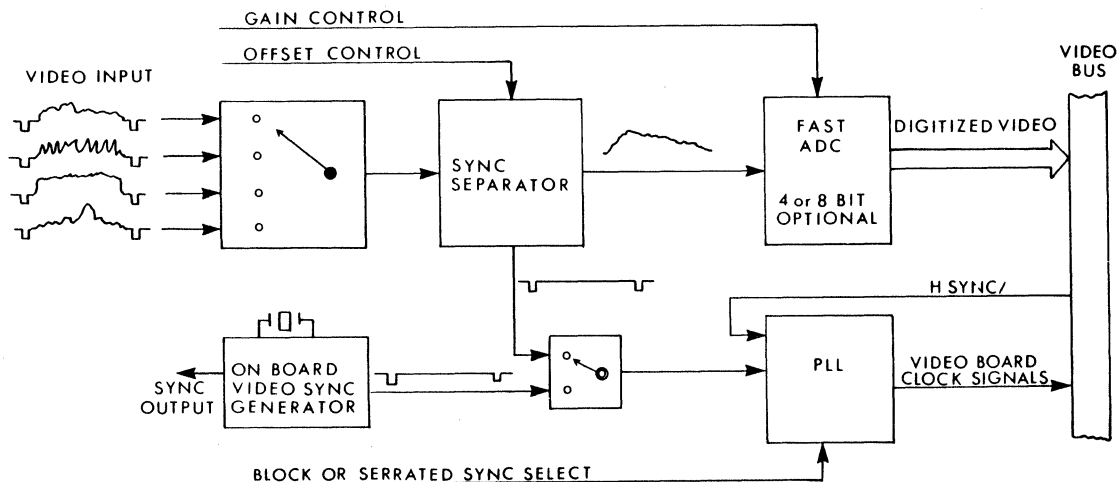 GAIN CONTROL
OFFSET CONTROL
VIDEO INPUT
VIDEO
BUS
SYNC
SEPARATOR
FAST
ADC
4 or 8 BIT
OPTIONAL
DIGITIZED VIDEO
H SYNC/
ON BOARD
VIDEO SYNC
GENERATOR
SYNC
OUTPUT
PLL
VIDEO BOARD
CLOCK SIGNALS
BLOCK OR SERRATED SYNC SELECT